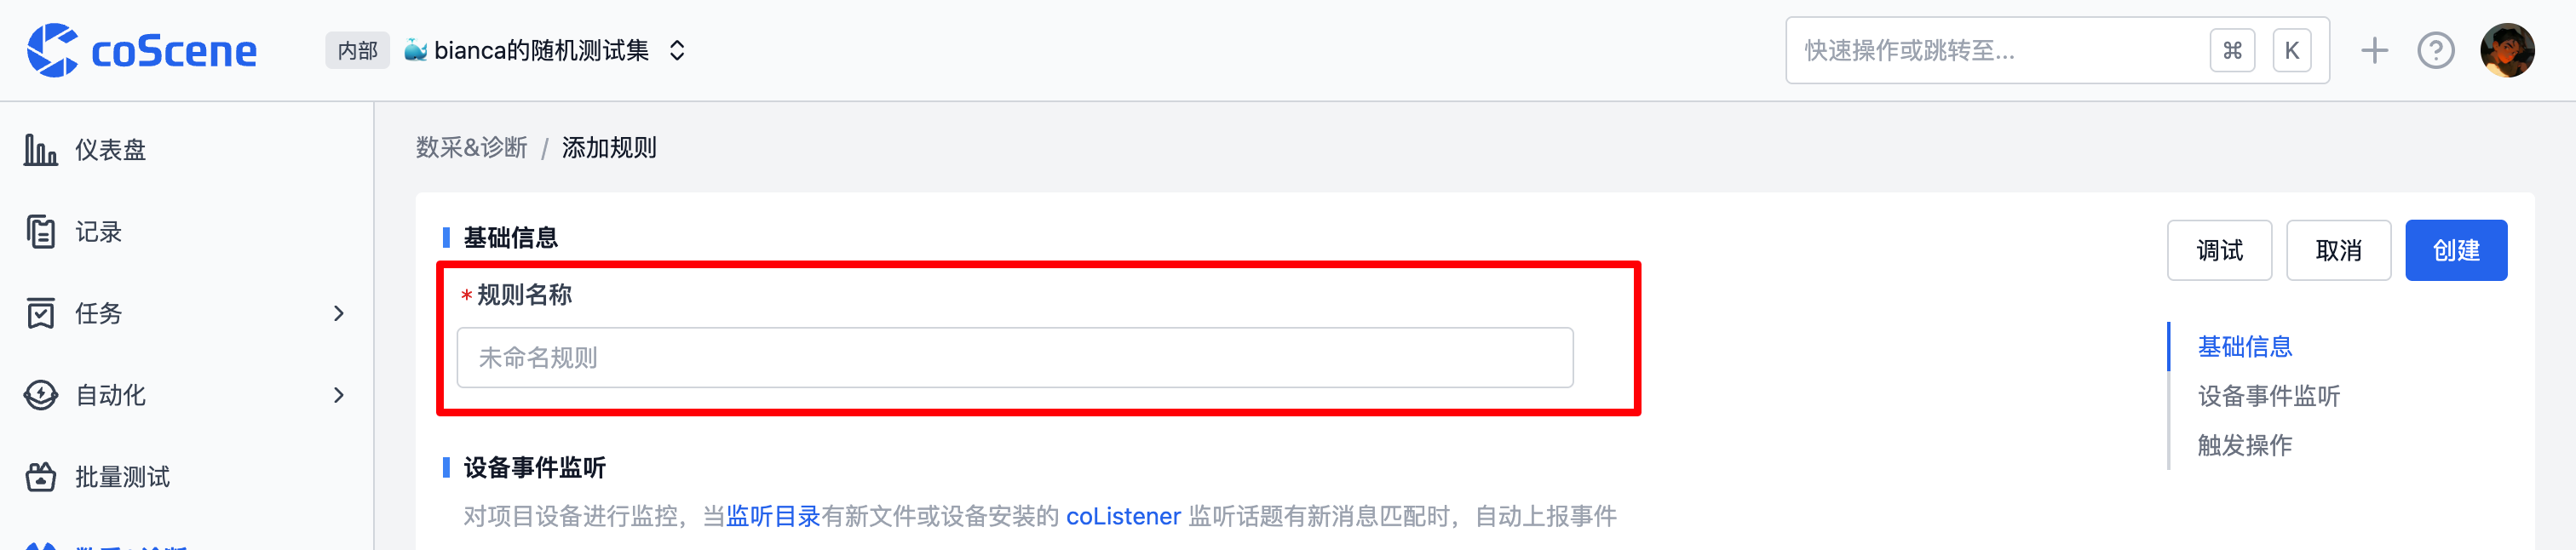 coScene
内部 bianca的随机测试集
快速操作或跳转至... ⌘ K
仪表盘
记录
任务
自动化
批量测试
数采&诊断
数采&诊断 / 添加规则
基础信息
* 规则名称
未命名规则
设备事件监听
对项目设备进行监控，当监听目录有新文件或设备安装的 coListener 监听话题有新消息匹配时，自动上报事件
调试 取消 创建
基础信息
设备事件监听
触发操作